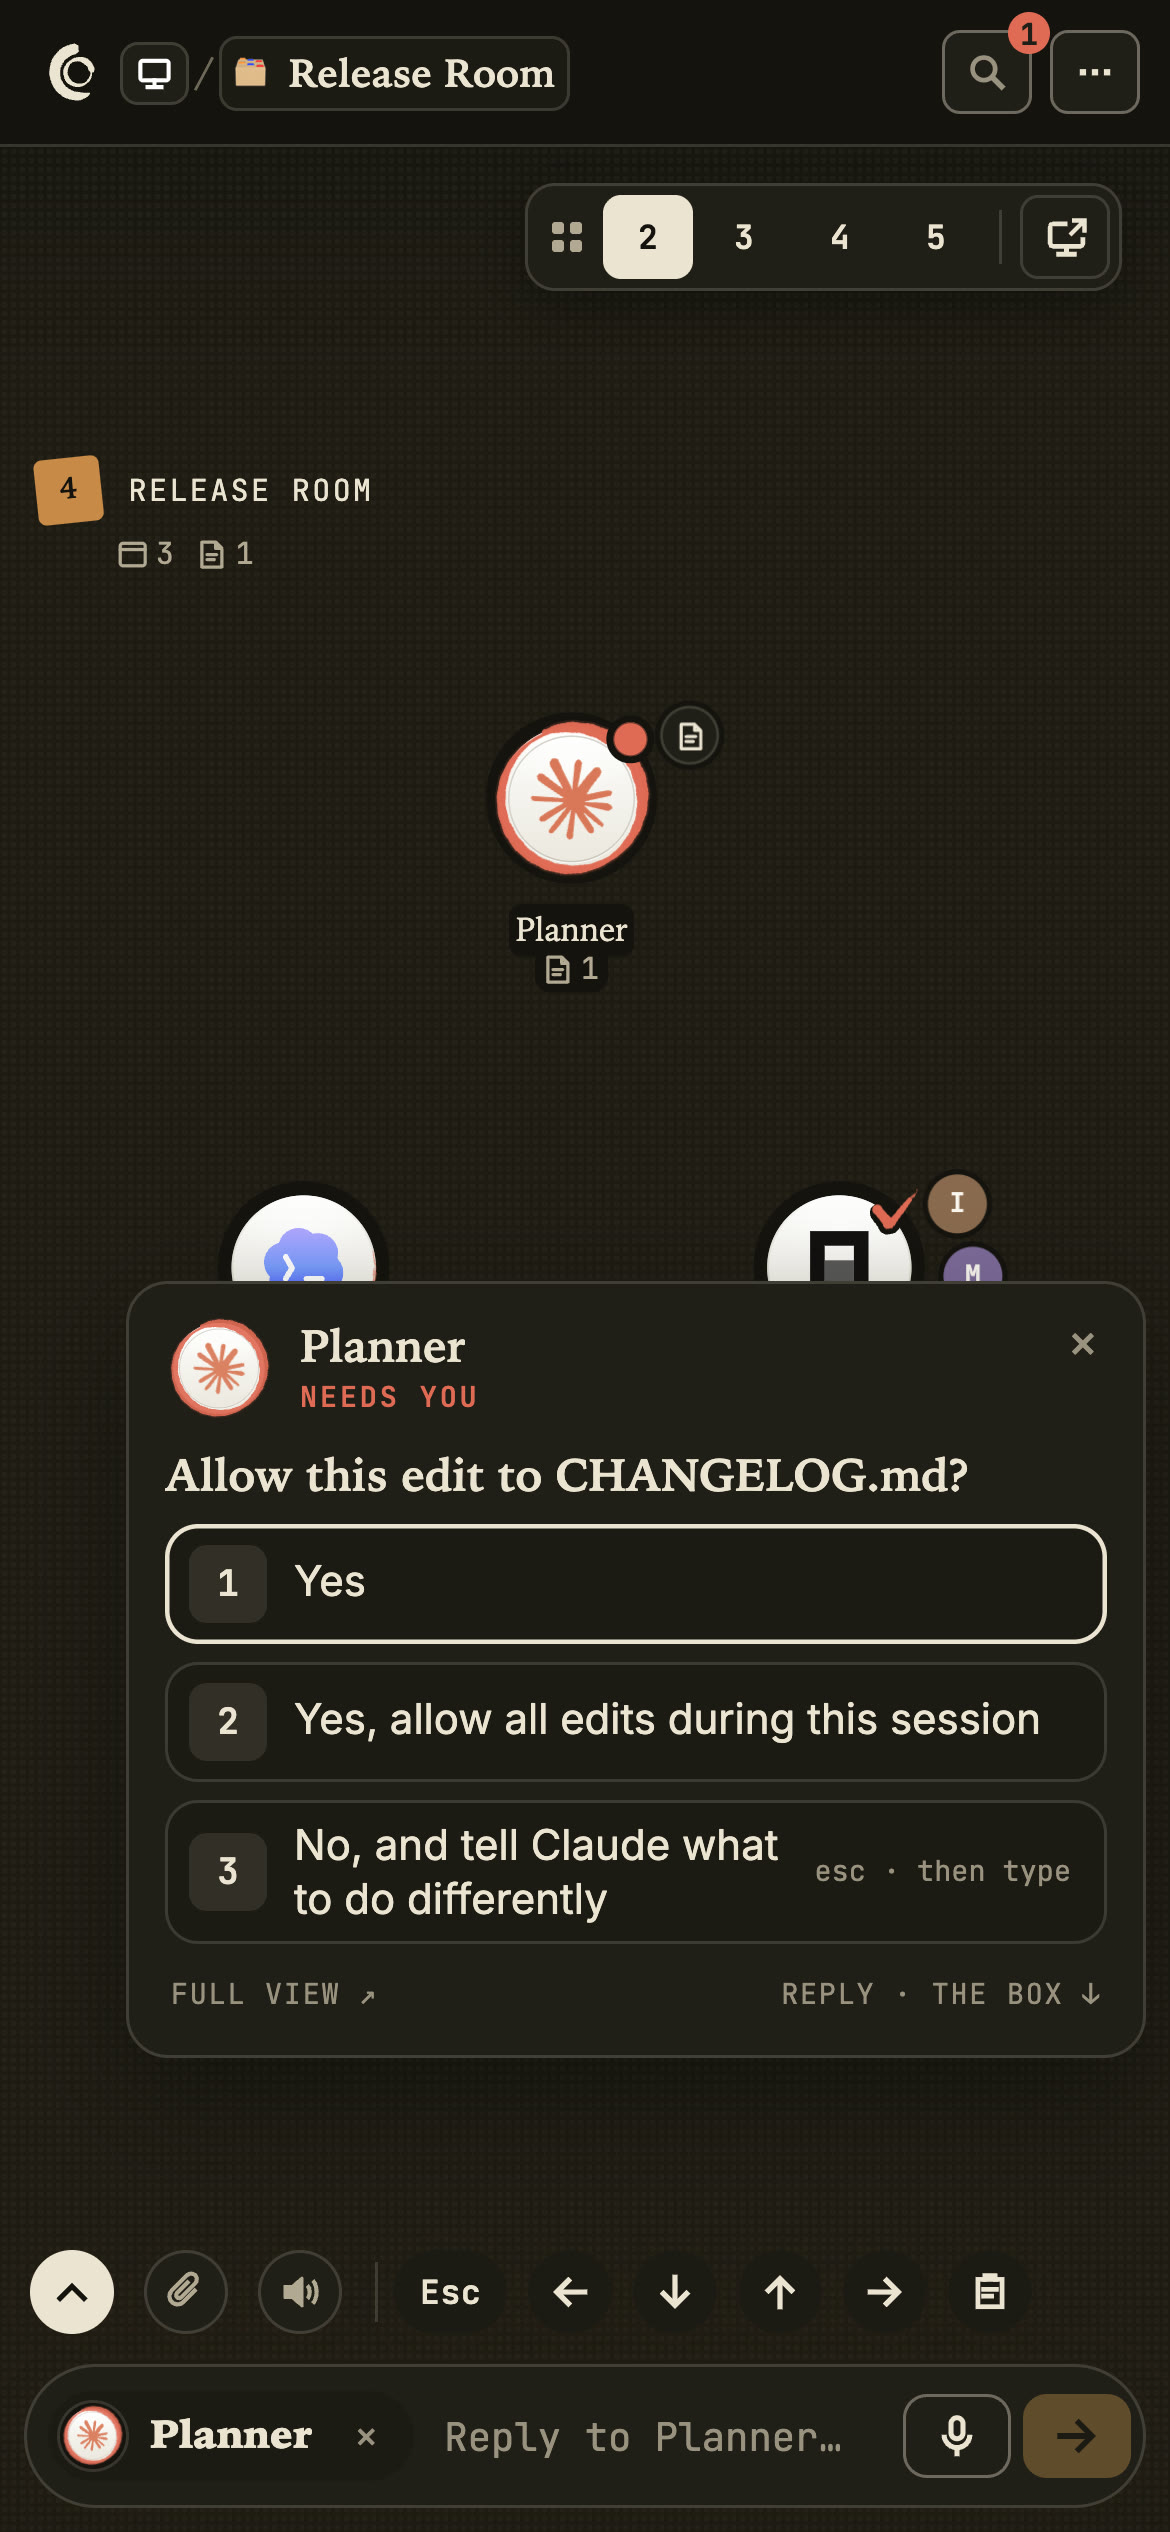 / Release Room
1
...
2 3 4 5
4 RELEASE ROOM
3 1
Planner
1
I
M
Planner
×
NEEDS YOU
Allow this edit to CHANGELOG.md?
1 Yes
2 Yes, allow all edits during this session
3 No, and tell Claude what
to do differently
esc · then type
FULL VIEW ↗ REPLY · THE BOX ↓
Esc ← ↓ ↑ →
Planner × Reply to Planner…